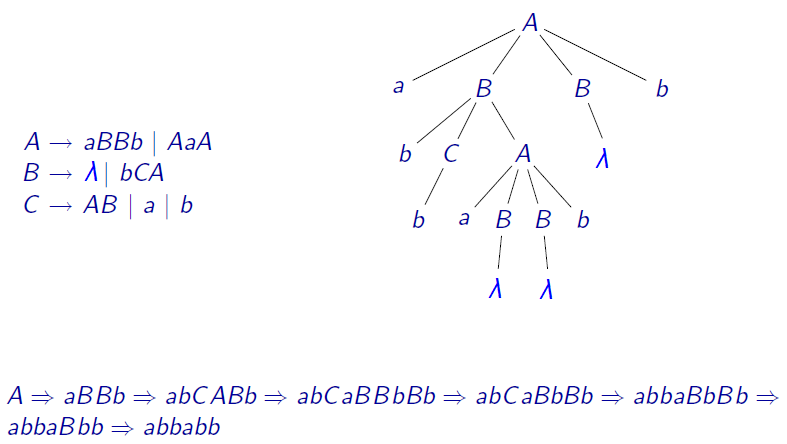 A
a B B b
A → aBBb | AaA
B → λ | bCA
C → AB | a | b
b C A λ
b a B B b
λ λ
A ⇒ aBBb ⇒ abCABb ⇒ abCaBBbBb ⇒ abCaBbBb ⇒ abbaBbBb ⇒
abbaBbb ⇒ abbabb